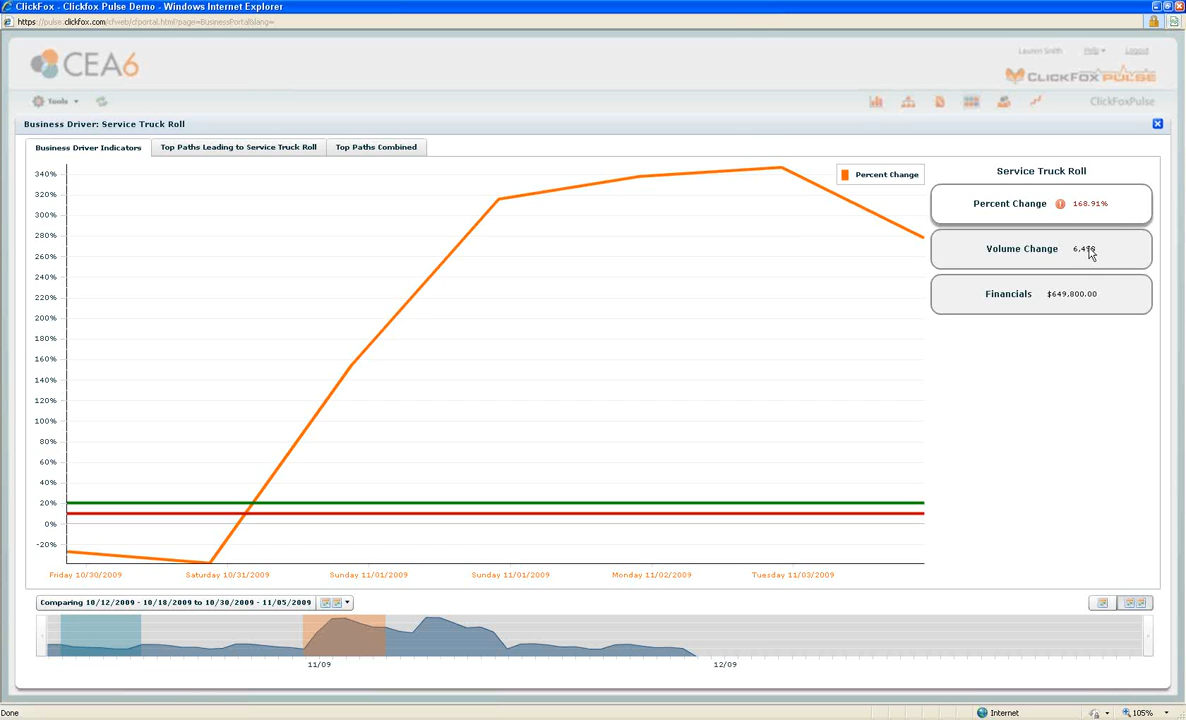 ClickFox - Clickfox Pulse Demo - Windows Internet Explorer
https://pulse.clickfox.com/cfweb/cfportal.html?page=BusinessPortal&lang=
CEA6
Lauren Smith Help Logout
CLICKFOX PULSE
Tools
ClickFoxPulse
Business Driver: Service Truck Roll
Business Driver Indicators
Top Paths Leading to Service Truck Roll
Top Paths Combined
340%
320%
300%
280%
260%
240%
220%
200%
180%
160%
140%
120%
100%
80%
60%
40%
20%
0%
-20%
Percent Change
Friday 10/30/2009
Saturday 10/31/2009
Sunday 11/01/2009
Sunday 11/01/2009
Monday 11/02/2009
Tuesday 11/03/2009
Service Truck Roll
Percent Change 168.91%
Volume Change
Financials $649,800.00
Comparing 10/12/2009 - 10/18/2009 to 10/30/2009 - 11/05/2009
11/09
12/09
Done
Internet
105%